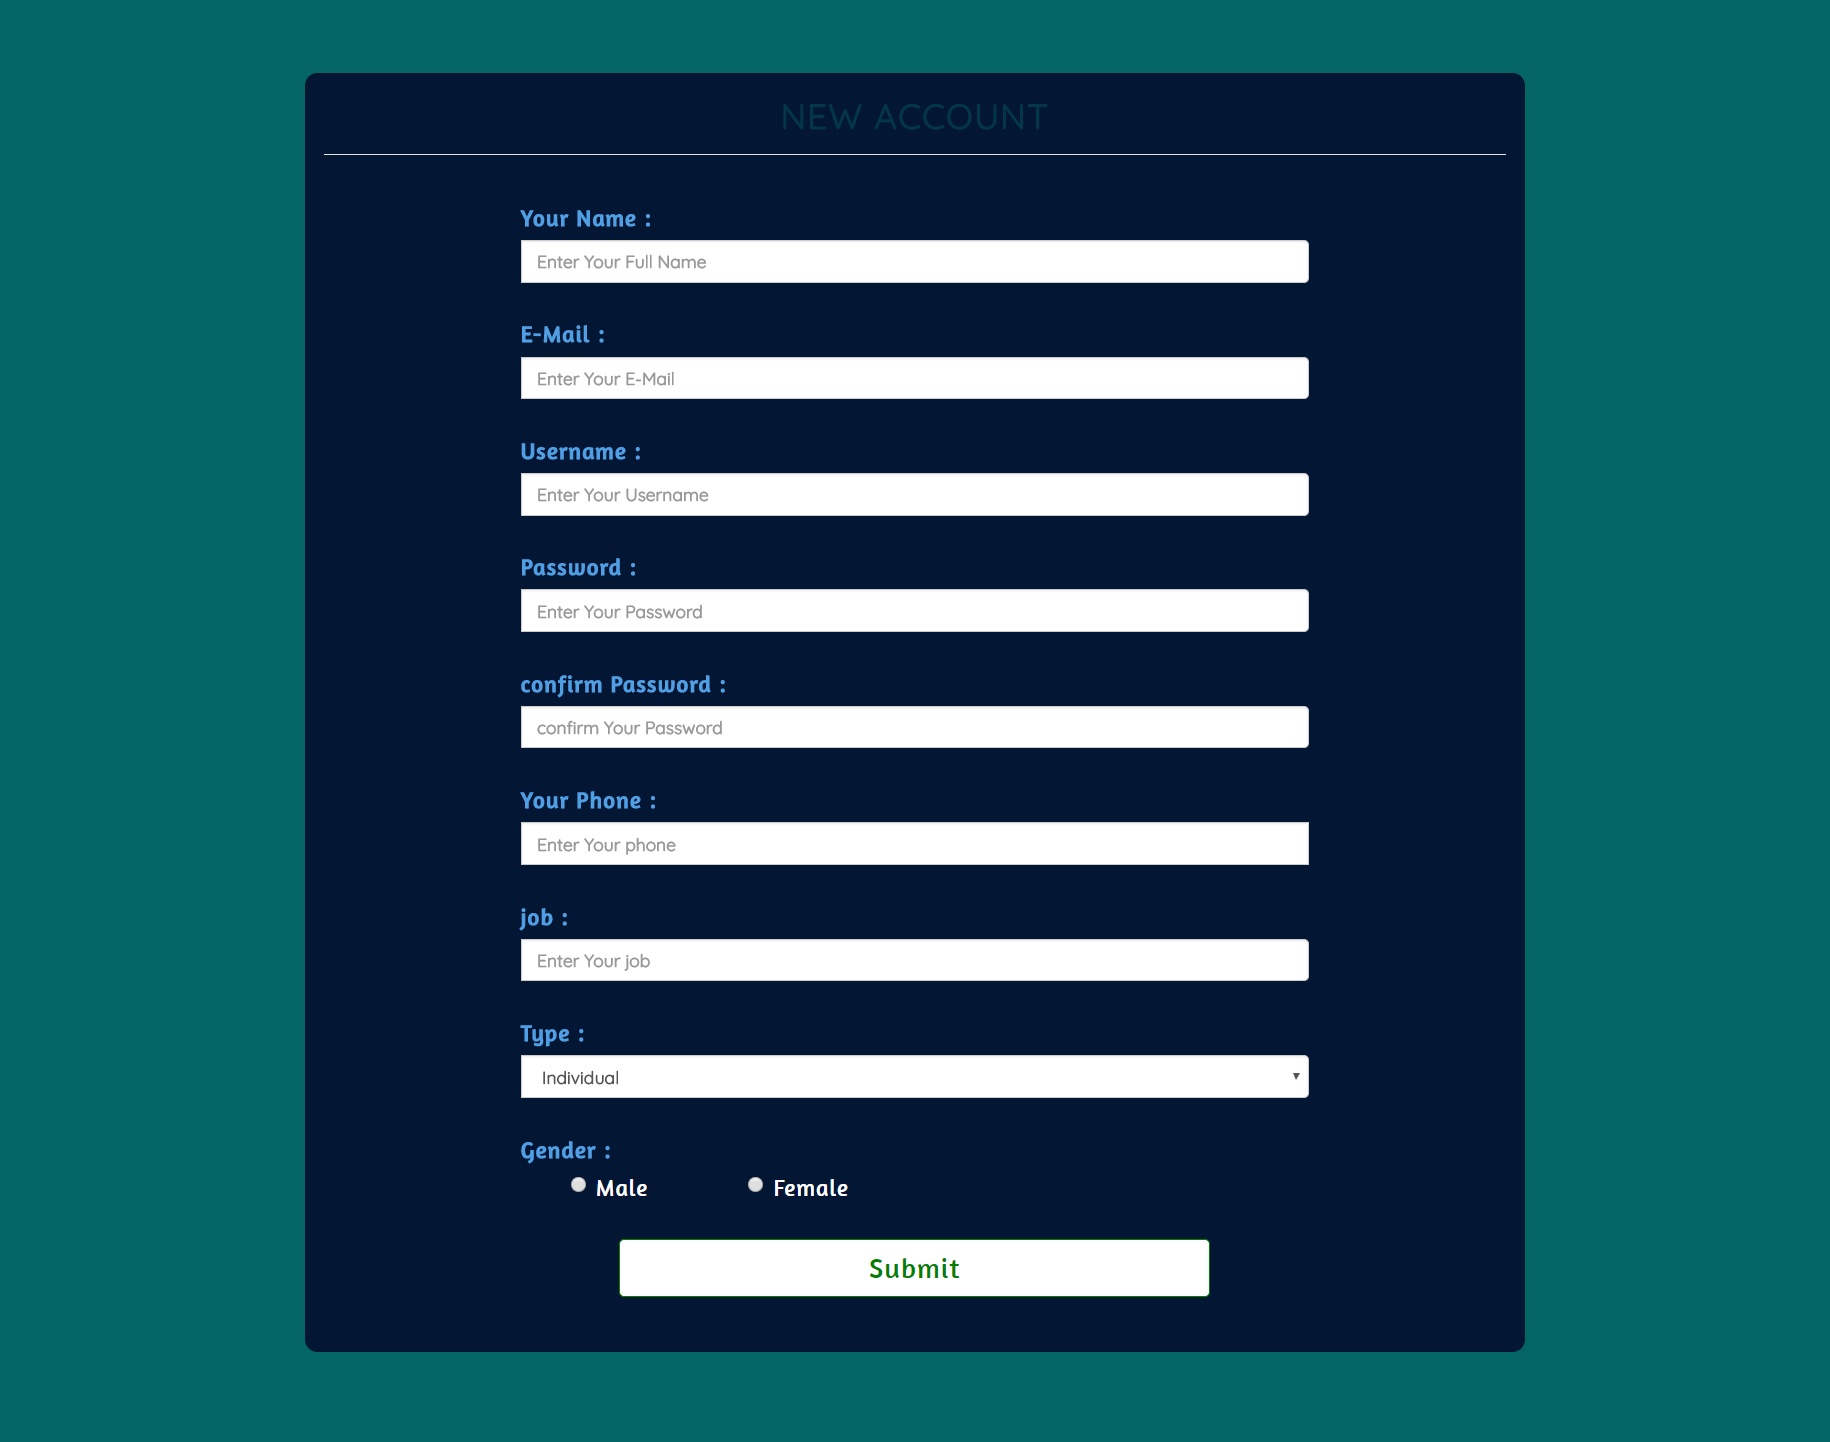 NEW ACCOUNT
Your Name :
Enter Your Full Name
E-Mail :
Enter Your E-Mail
Username :
Enter Your Username
Password :
Enter Your Password
confirm Password :
confirm Your Password
Your Phone :
Enter Your phone
job :
Enter Your job
Type :
Individual
Gender :
Male Female
Submit